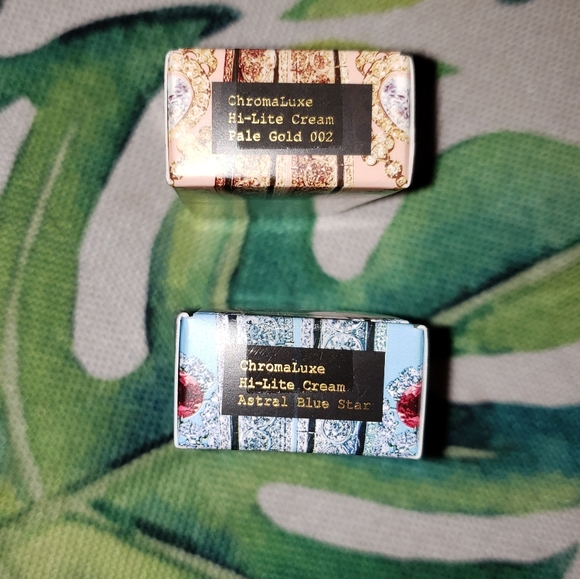 ChromaLuxe
Hi-Lite Cream
Pale Gold 002
ChromaLuxe
Hi-Lite Cream
Astral Blue Star